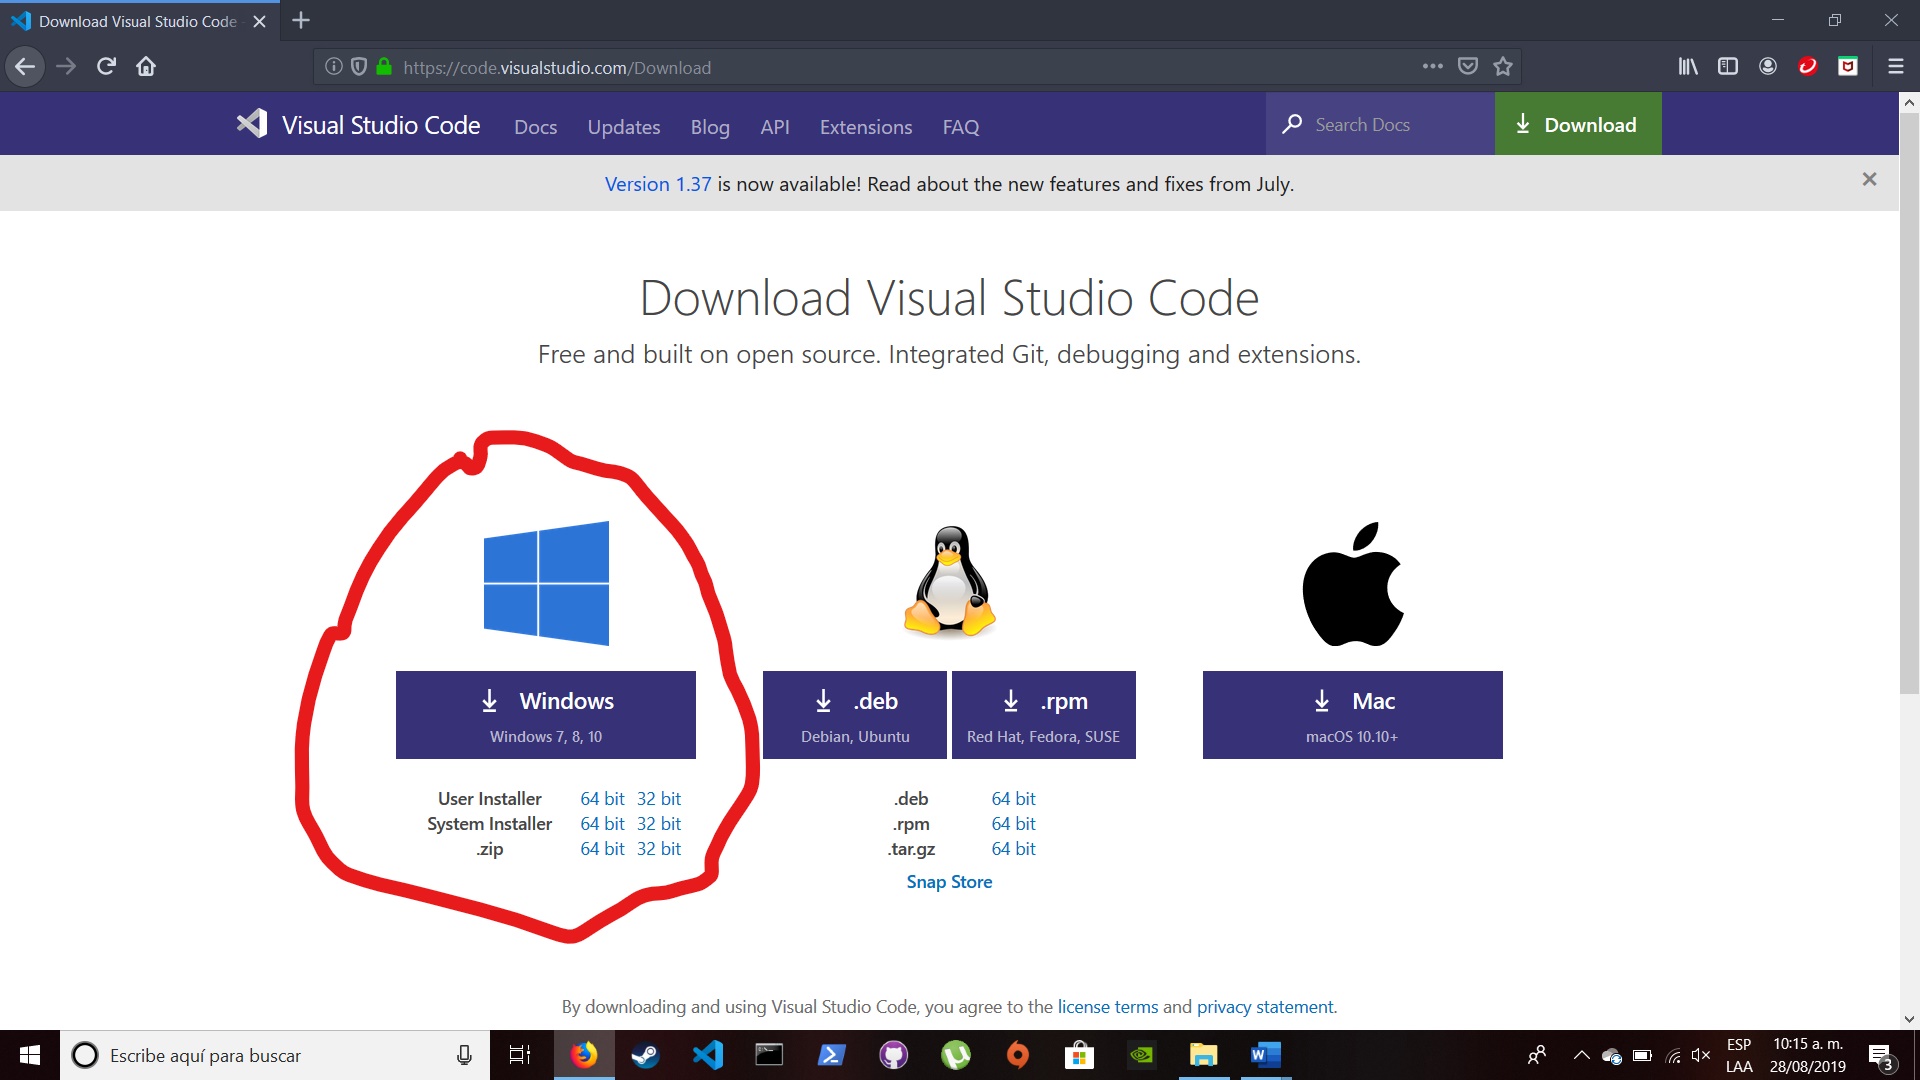 Download Visual Studio Code
https://code.visualstudio.com/Download
Visual Studio Code Docs Updates Blog API Extensions FAQ Search Docs Download
Version 1.37 is now available! Read about the new features and fixes from July.
Download Visual Studio Code
Free and built on open source. Integrated Git, debugging and extensions.
Windows
Windows 7, 8, 10
.deb
Debian, Ubuntu
.rpm
Red Hat, Fedora, SUSE
Mac
macOS 10.10+
User Installer 64 bit 32 bit
System Installer 64 bit 32 bit
.zip 64 bit 32 bit
.deb 64 bit
.rpm 64 bit
.tar.gz 64 bit
Snap Store
By downloading and using Visual Studio Code, you agree to the license terms and privacy statement.
Escribe aquí para buscar
ESP
LAA
10:15 a. m.
28/08/2019
3